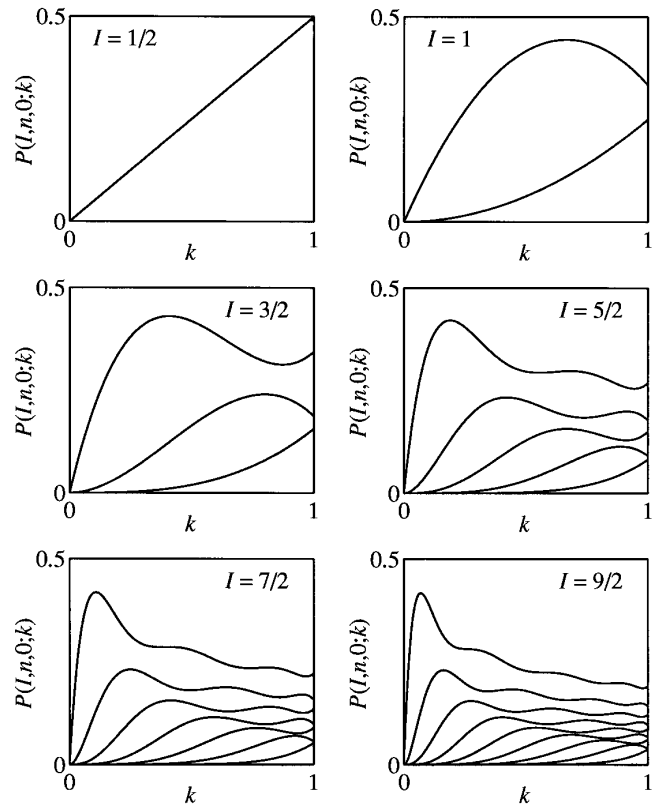 0.5
I = 1/2
P(I,n,0;k)
0
0
k
1
0.5
I = 1
P(I,n,0;k)
0
0
k
1
0.5
I = 3/2
P(I,n,0;k)
0
0
k
1
0.5
I = 5/2
P(I,n,0;k)
0
0
k
1
0.5
I = 7/2
P(I,n,0;k)
0
0
k
1
0.5
I = 9/2
P(I,n,0;k)
0
0
k
1